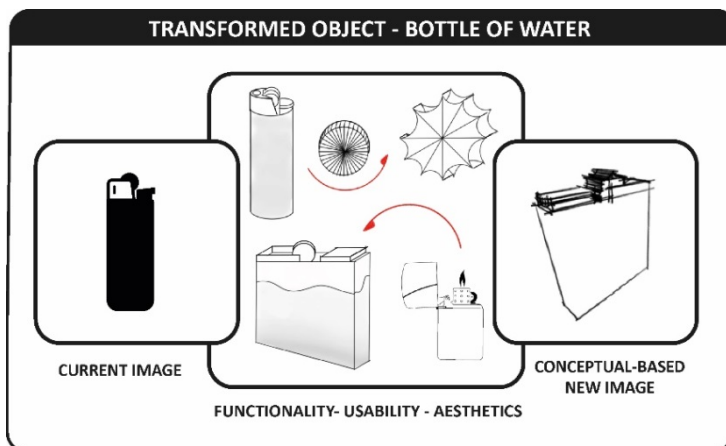 TRANSFORMED OBJECT - BOTTLE OF WATER
CURRENT IMAGE
FUNCTIONALITY- USABILITY - AESTHETICS
CONCEPTUAL-BASED
NEW IMAGE